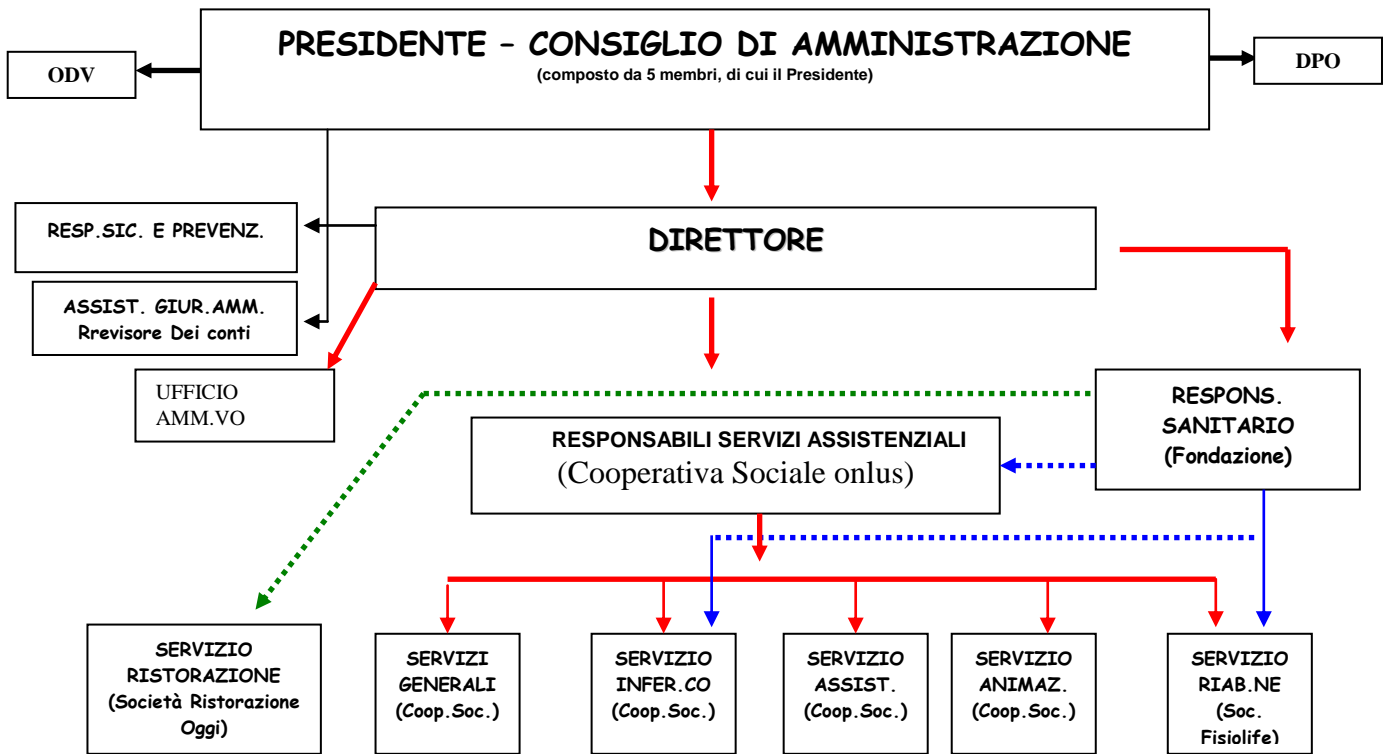 PRESIDENTE – CONSIGLIO DI AMMINISTRAZIONE
(composto da 5 membri, di cui il Presidente)
ODV
DPO
RESP.SIC. E PREVENZ.
DIRETTORE
ASSIST. GIUR.AMM.
Rrevisore Dei conti
UFFICIO
AMM.VO
RESPONS.
SANITARIO
(Fondazione)
RESPONSABILI SERVIZI ASSISTENZIALI
(Cooperativa Sociale onlus)
SERVIZIO
RISTORAZIONE
(Società Ristorazione
Oggi)
SERVIZI
GENERALI
(Coop.Soc.)
SERVIZIO
INFER.CO
(Coop.Soc.)
SERVIZIO
ASSIST.
(Coop.Soc.)
SERVIZIO
ANIMAZ.
(Coop.Soc.)
SERVIZIO
RIAB.NE
(Soc.
Fisiolife)